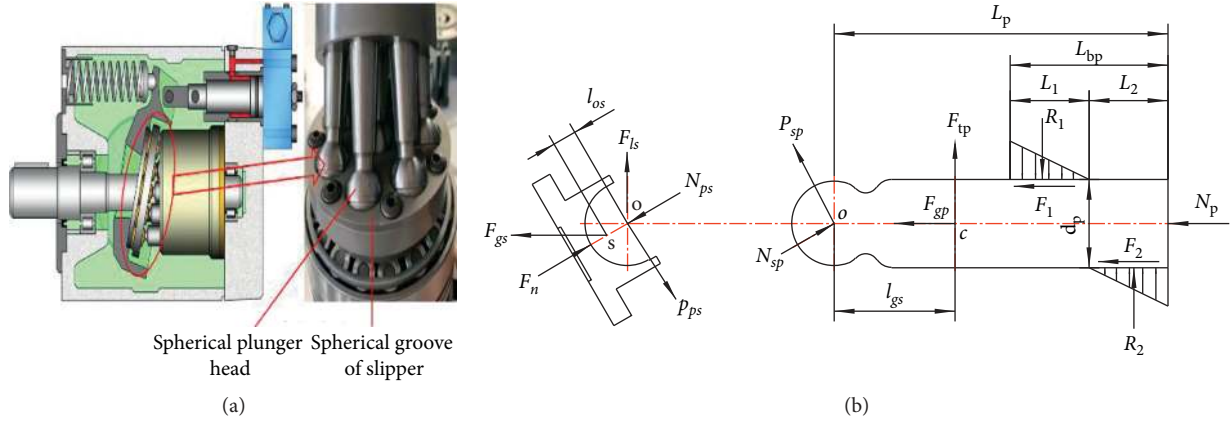 Spherical plunger
head
Spherical groove
of slipper
(a)
l_os
F_ls
o
N_ps
F_gs
s
F_n
p_ps
L_p
L_bp
L_1
L_2
R_1
P_sp
F_tp
F_1
N_p
o
F_gp
c
d_p
N_sp
F_2
l_gs
R_2
(b)